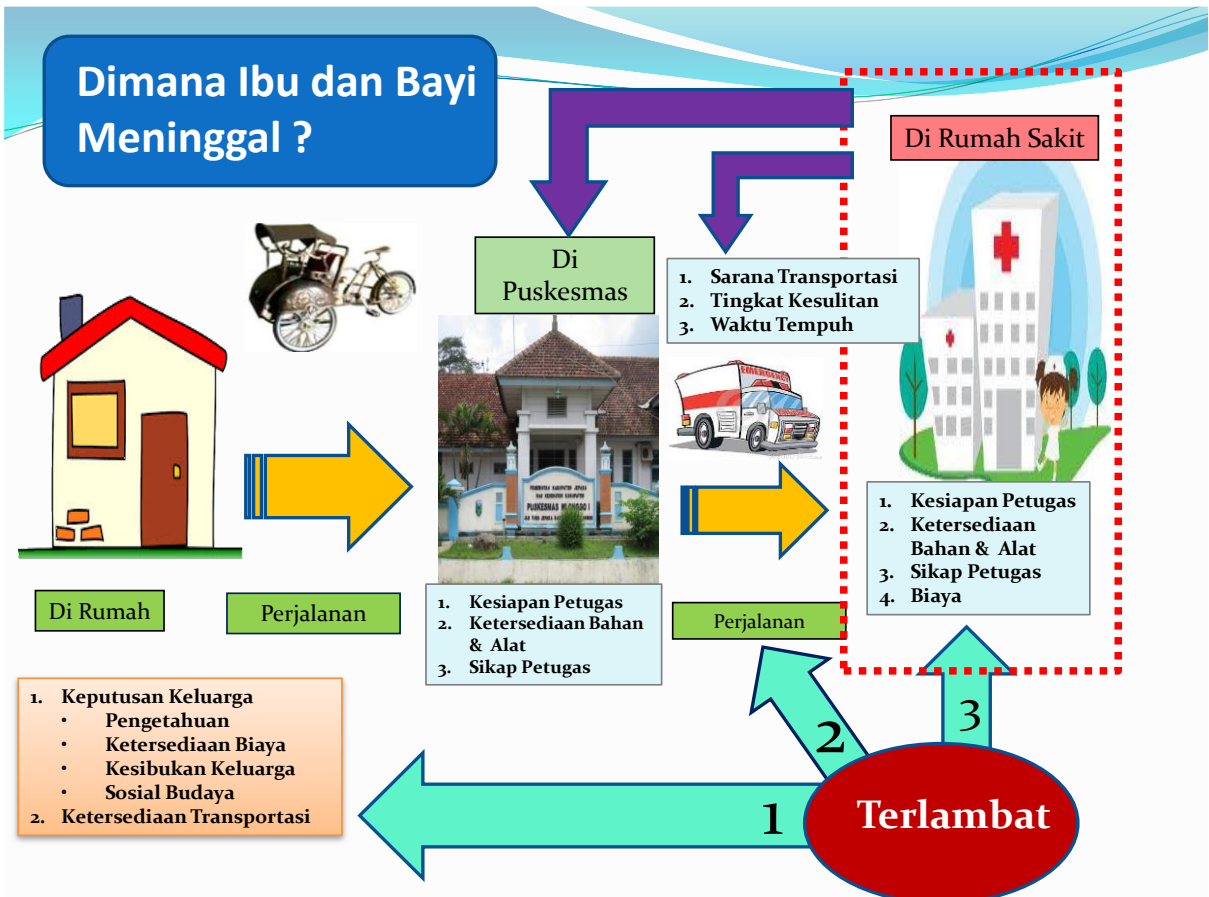 Dimana Ibu dan Bayi
Meninggal ?
Di Rumah Sakit
Di
Puskesmas
1. Sarana Transportasi
2. Tingkat Kesulitan
3. Waktu Tempuh
EMERGENCY
PUSKESMAS MLONGGO I
1. Kesiapan Petugas
2. Ketersediaan
Bahan & Alat
3. Sikap Petugas
4. Biaya
Di Rumah
Perjalanan
1. Kesiapan Petugas
2. Ketersediaan Bahan
& Alat
3. Sikap Petugas
Perjalanan
1. Keputusan Keluarga
• Pengetahuan
• Ketersediaan Biaya
• Kesibukan Keluarga
• Sosial Budaya
2. Ketersediaan Transportasi
1
2
3
Terlambat